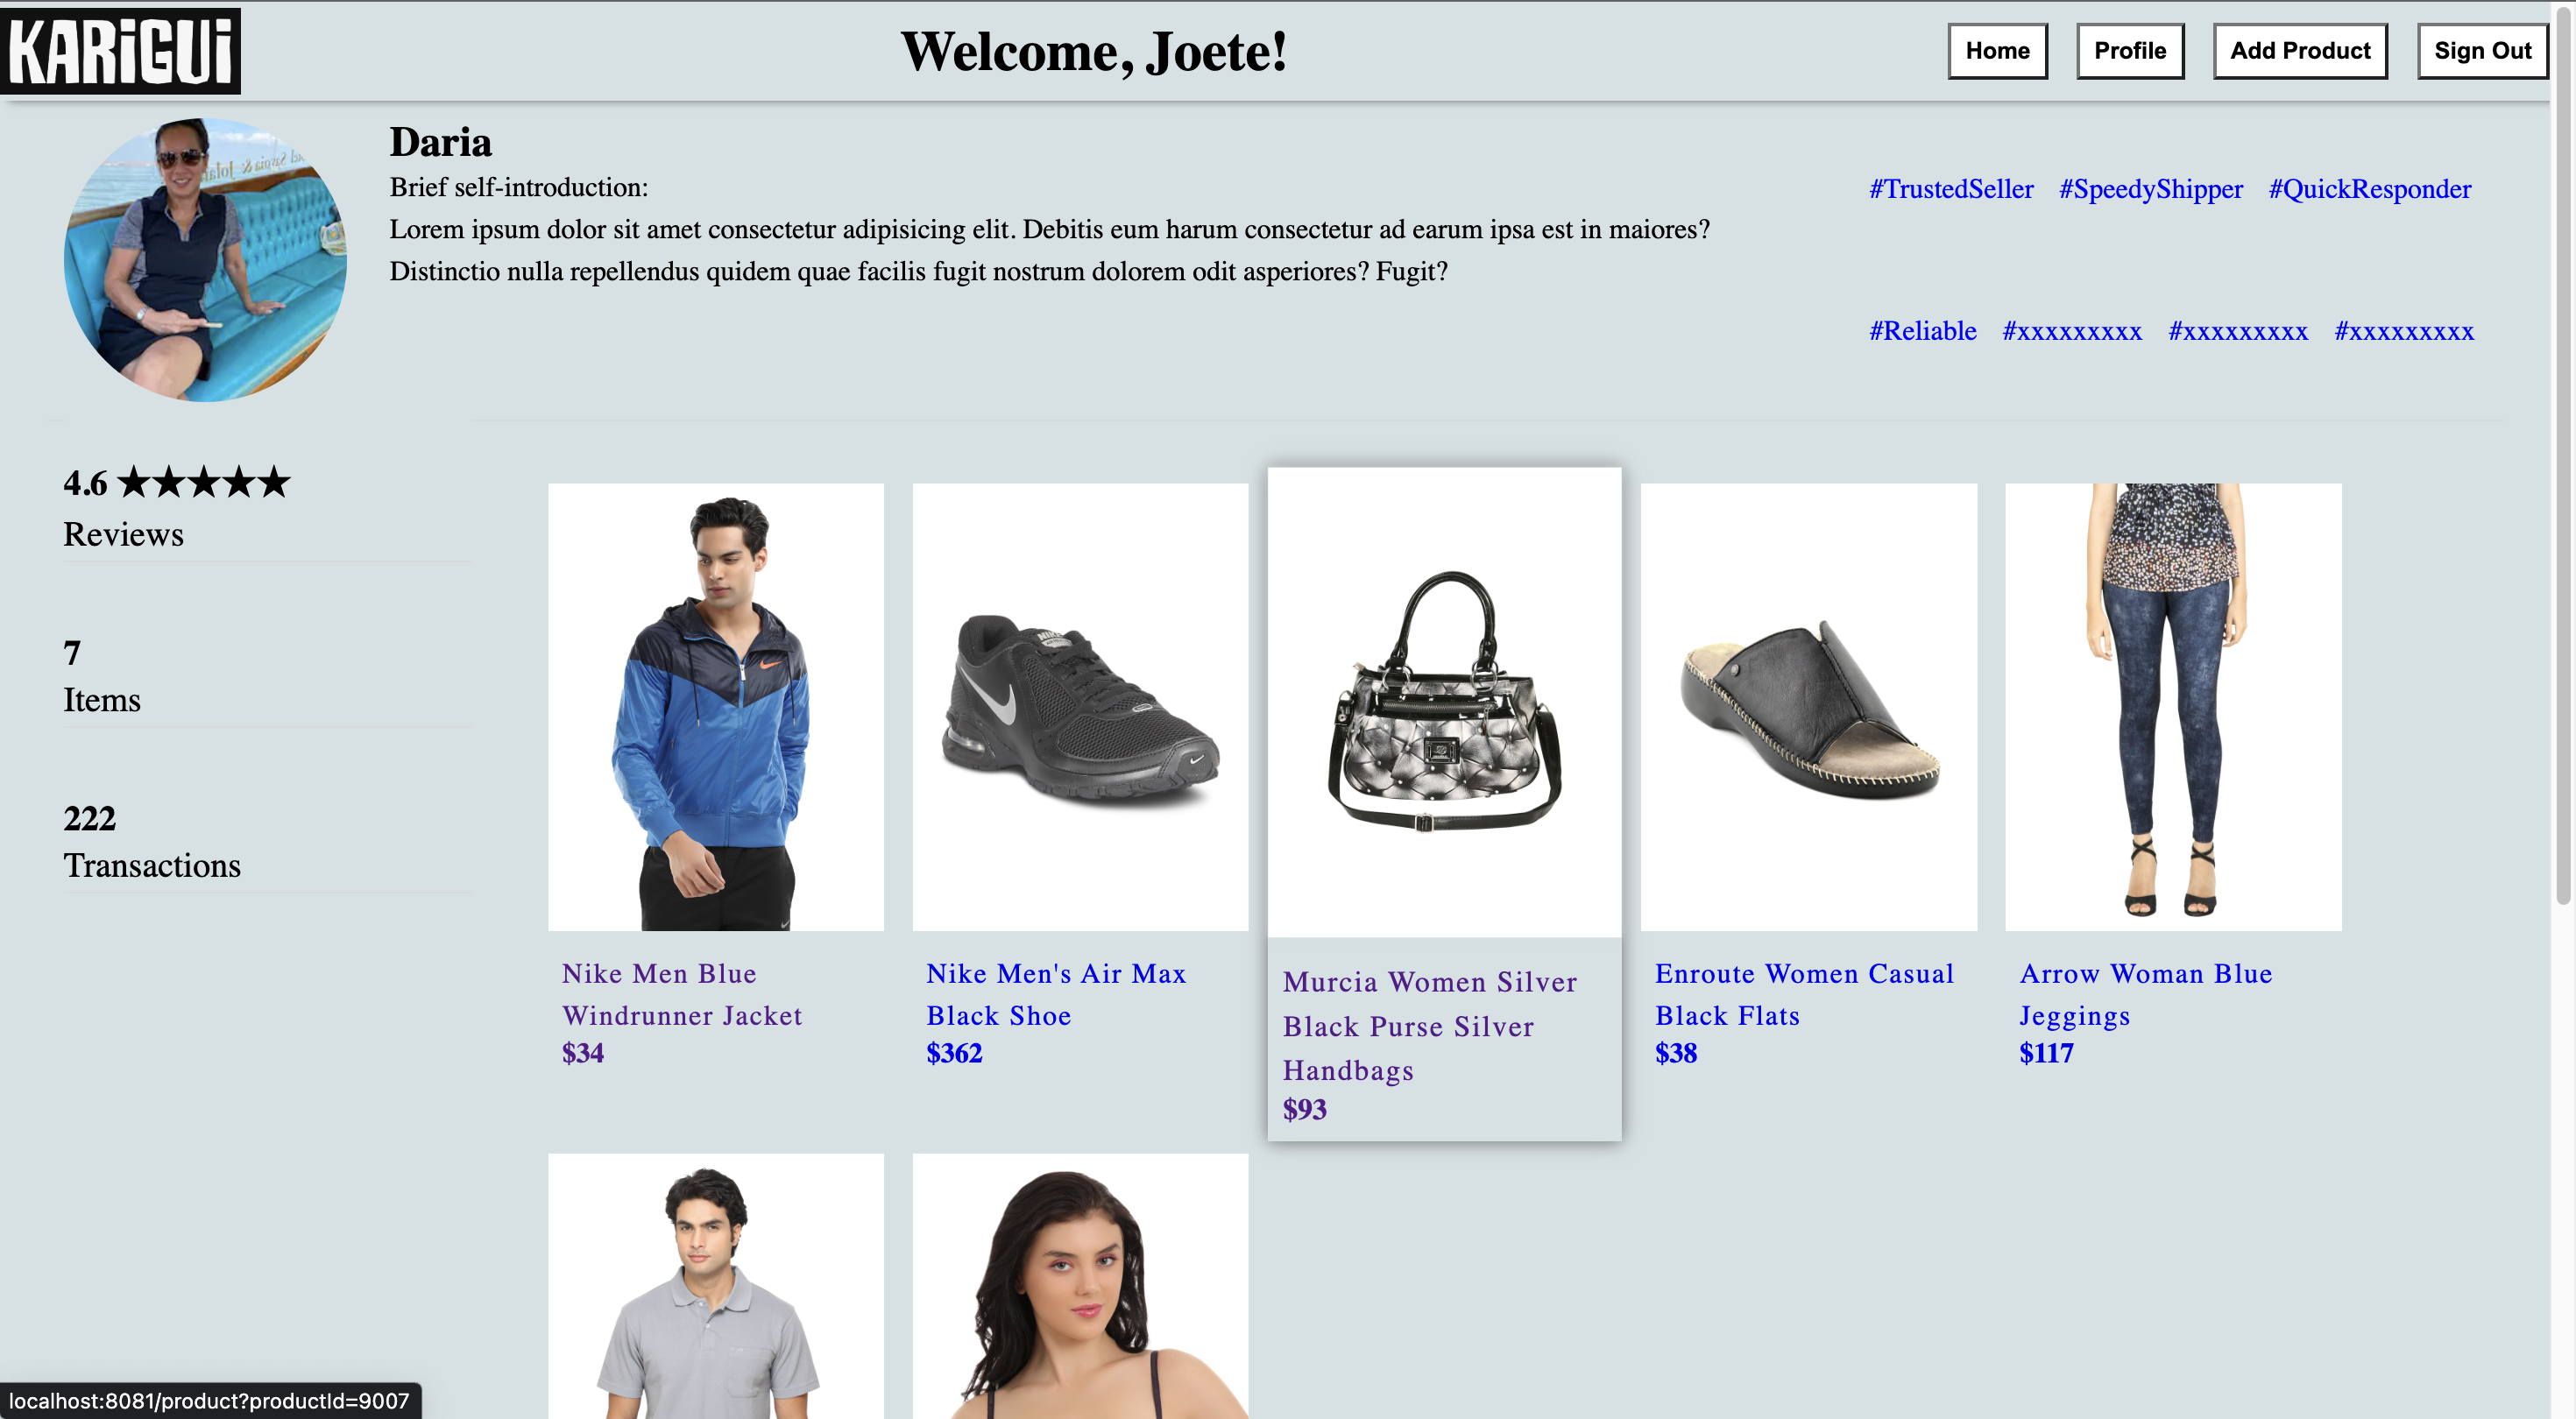 KARiGUi
Welcome, Joete!
Home Profile Add Product Sign Out
Daria
Brief self-introduction:
Lorem ipsum dolor sit amet consectetur adipisicing elit. Debitis eum harum consectetur ad earum ipsa est in maiores?
Distinctio nulla repellendus quidem quae facilis fugit nostrum dolorem odit asperiores? Fugit?
#TrustedSeller #SpeedyShipper #QuickResponder
#Reliable #xxxxxxxxx #xxxxxxxxx #xxxxxxxxx
4.6 ★★★★★
Reviews
7
Items
222
Transactions
Nike Men Blue
Windrunner Jacket
$34
Nike Men's Air Max
Black Shoe
$362
Murcia Women Silver
Black Purse Silver
Handbags
$93
Enroute Women Casual
Black Flats
$38
Arrow Woman Blue
Jeggings
$117
localhost:8081/product?productId=9007